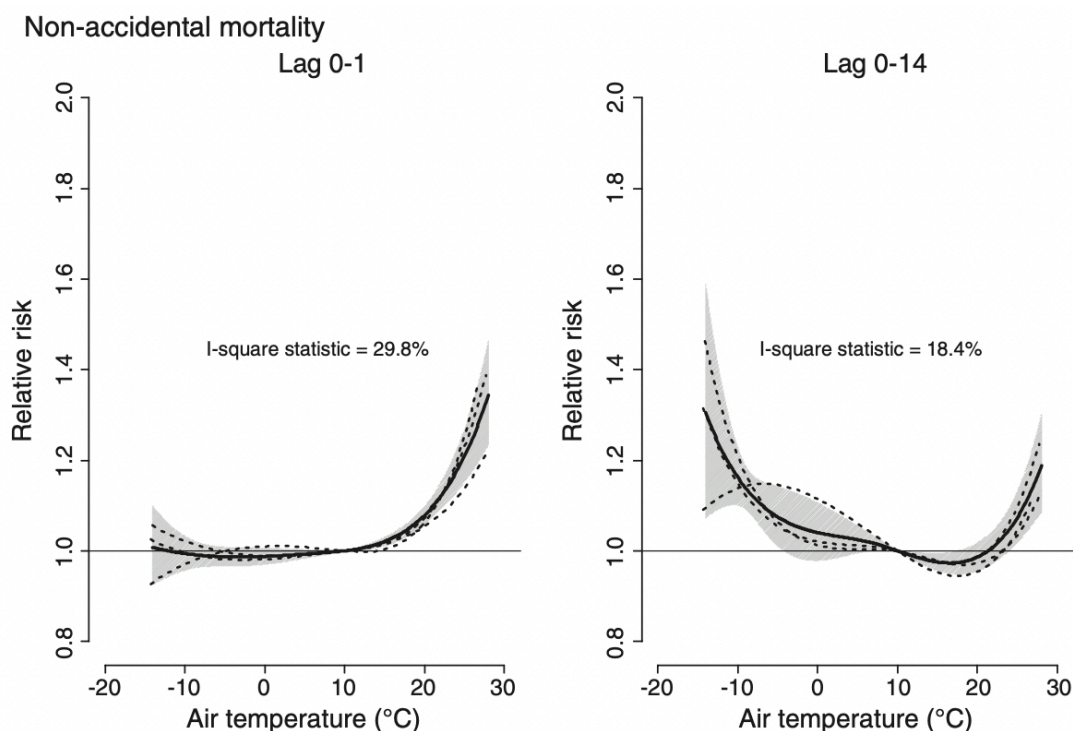 Non-accidental mortality
Lag 0-1
Relative risk
2.0
1.8
1.6
1.4
1.2
1.0
0.8
I-square statistic = 29.8%
-20 -10 0 10 20 30
Air temperature (°C)
Lag 0-14
Relative risk
2.0
1.8
1.6
1.4
1.2
1.0
0.8
I-square statistic = 18.4%
-20 -10 0 10 20 30
Air temperature (°C)